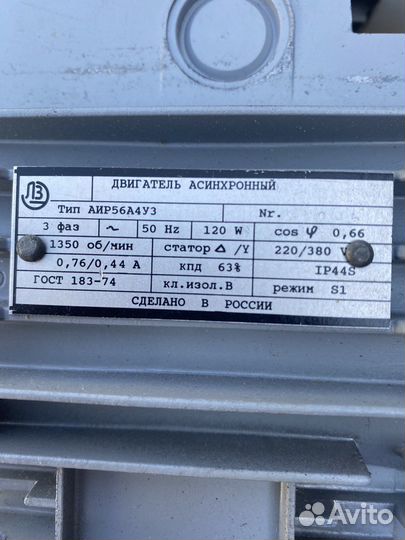 ЛЗ
ДВИГАТЕЛЬ АСИНХРОННЫЙ
Тип АИР56А4У3 Nr.
3 фаз ~ 50 Hz 120 W cos φ 0,66
1350 об/мин статор Δ /Y 220/380
0,76/0,44 А кпд 63% IP44S
ГОСТ 183-74 кл.изол.В режим S1
СДЕЛАНО В РОССИИ
Avito